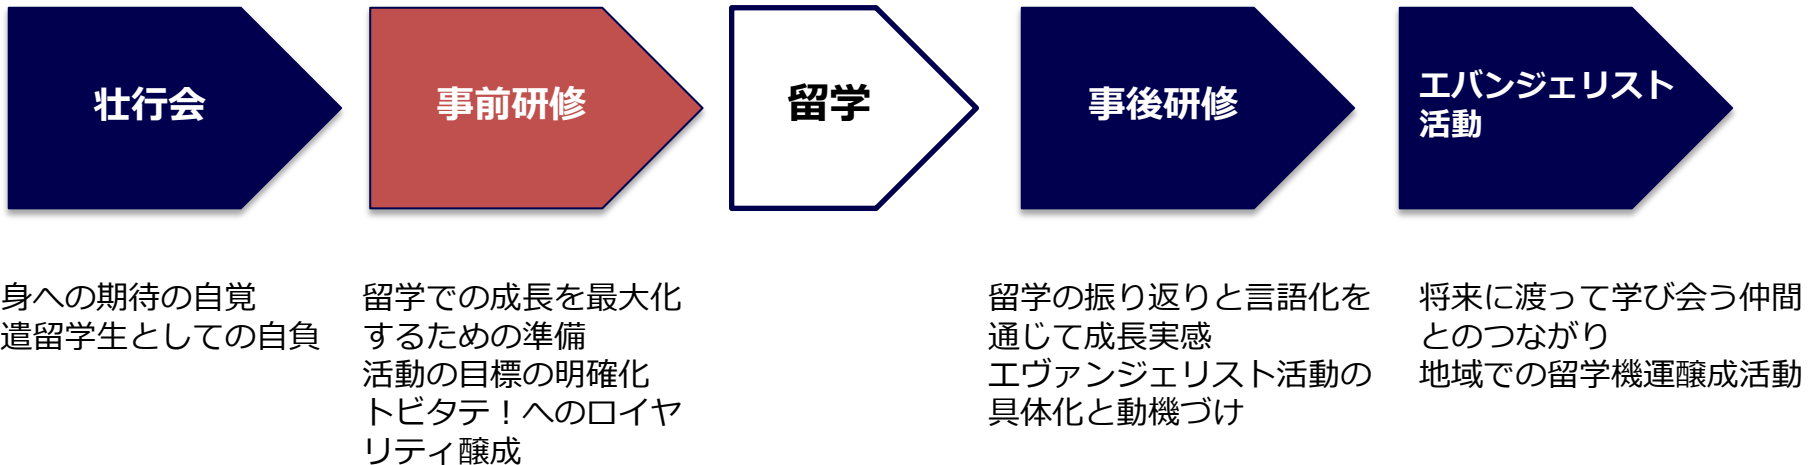 壮行会
事前研修
留学
事後研修
エバンジェリスト
活動
身への期待の自覚
遣留学生としての自負
留学での成長を最大化
するための準備
活動の目標の明確化
トビタテ！へのロイヤ
リティ醸成
留学の振り返りと言語化を
通じて成長実感
エヴァンジェリスト活動の
具体化と動機づけ
将来に渡って学び会う仲間
とのつながり
地域での留学機運醸成活動